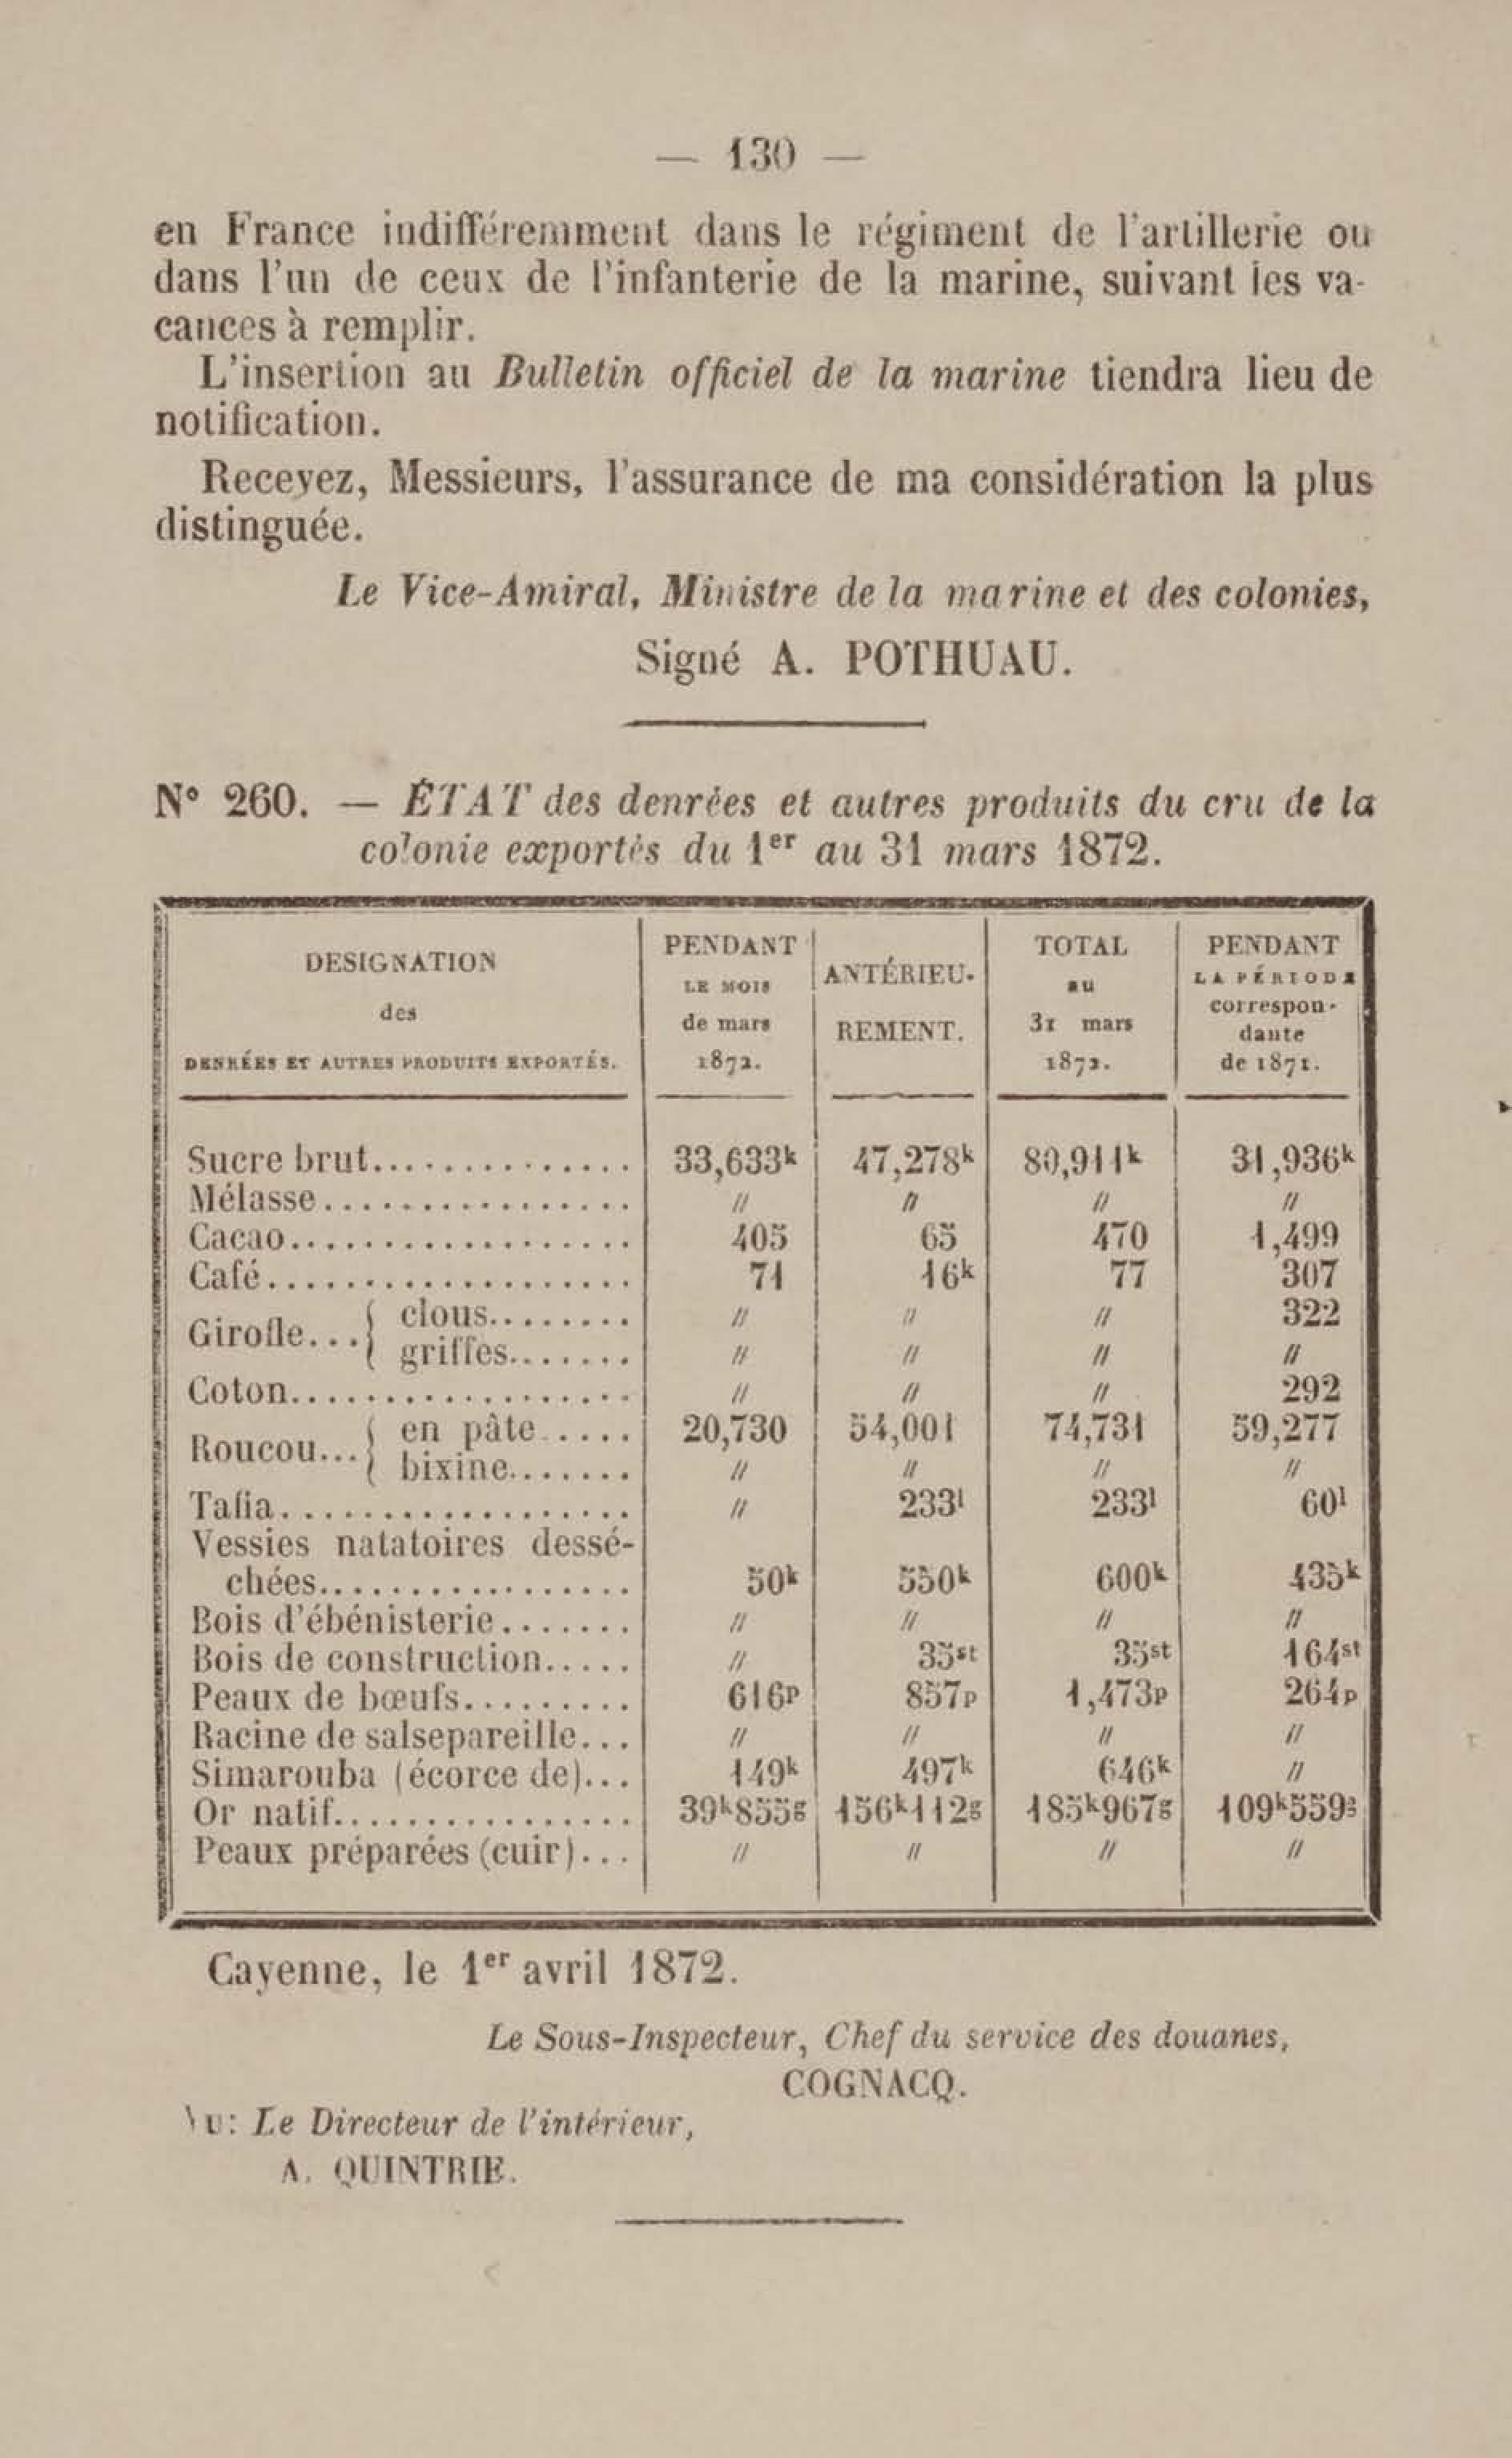 — 130 —
en France indifféremment dans le régiment de l'artillerie ou
dans l'un de ceux de l'infanterie de la marine, suivant les va-
cances à remplir.
L'insertion au Bulletin officiel de la marine tiendra lieu de
notification.
Recevez, Messieurs, l'assurance de ma considération la plus
distinguée.
Le Vice-Amiral, Ministre de la marine et des colonies,
Signé A. POTHUAU.
N° 260. — ÉTAT des denrées et autres produits du cru de la
colonie exportés du 1er au 31 mars 1872.
DESIGNATION des DENRÉES ET AUTRES PRODUITS EXPORTÉS.
PENDANT LE MOIS de mars 1872.
ANTÉRIEU-REMENT.
TOTAL au 31 mars 1872.
PENDANT LA PÉRIODE correspon-dante de 1871.
Sucre brut.............. 33,633k 47,278k 80,911k 31,936k
Mélasse................. " " " "
Cacao................... 405 65 470 1,499
Café.................... 71 16k 77 307
Girofle... { clous........ " " " 322
griffes....... " " " "
Coton................... " " " 292
Roucou... { en pâte..... 20,730 54,001 74,731 59,277
bixine....... " " " "
Tafia................... " 233l 233l 60l
Vessies natatoires dessé-
chées................. 50k 550k 600k 435k
Bois d'ébénisterie....... " " " "
Bois de construction..... " 35st 35st 164st
Peaux de bœufs......... 616p 857p 1,473p 264p
Racine de salsepareille... " " " "
Simarouba (écorce de)... 149k 497k 646k "
Or natif................ 39k855g 156k112g 185k967g 109k559g
Peaux préparées (cuir)... " " " "
Cayenne, le 1er avril 1872.
Le Sous-Inspecteur, Chef du service des douanes,
COGNACQ.
Vu: Le Directeur de l'intérieur,
A. QUINTRIE.